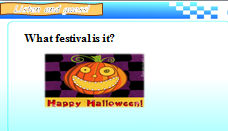 Listen and guess!
What festival is it?
Happy Halloween!